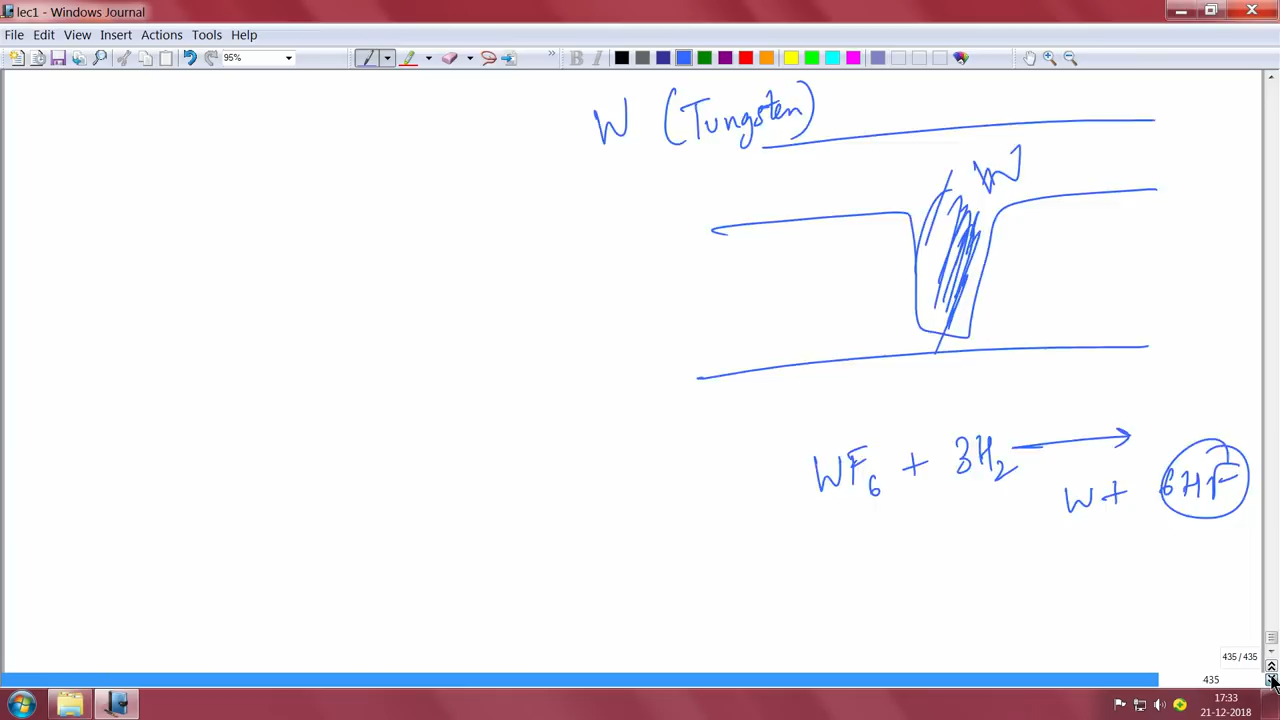 lec1 - Windows Journal
File Edit View Insert Actions Tools Help
95%
W (Tungsten)
W
WF6 + 3H2
W + 6HF
435 / 435
435
17:33
21-12-2018